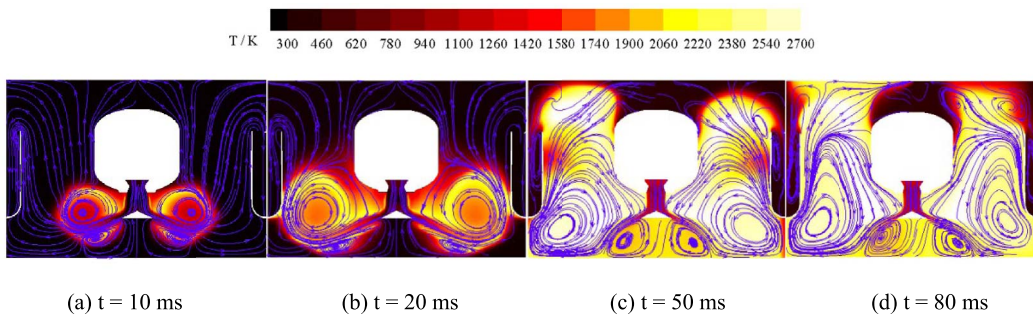 T / K 300 460 620 780 940 1100 1260 1420 1580 1740 1900 2060 2220 2380 2540 2700
(a) t = 10 ms (b) t = 20 ms (c) t = 50 ms (d) t = 80 ms